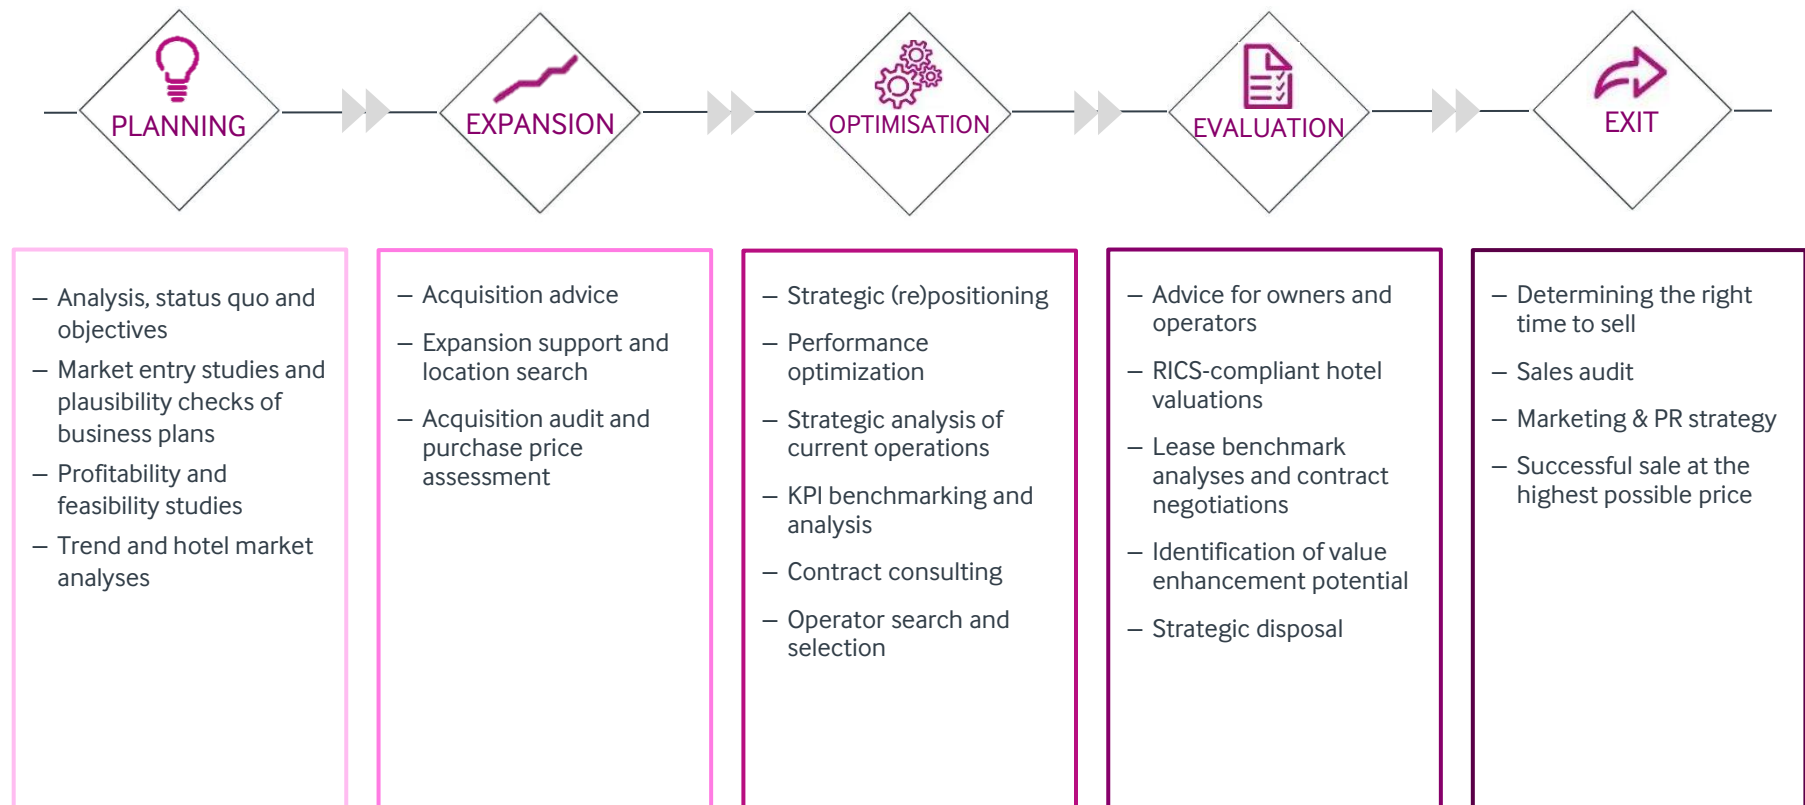 PLANNING
EXPANSION
OPTIMISATION
EVALUATION
EXIT
– Analysis, status quo and
objectives
– Market entry studies and
plausibility checks of
business plans
– Profitability and
feasibility studies
– Trend and hotel market
analyses
– Acquisition advice
– Expansion support and
location search
– Acquisition audit and
purchase price
assessment
– Strategic (re)positioning
– Performance
optimization
– Strategic analysis of
current operations
– KPI benchmarking and
analysis
– Contract consulting
– Operator search and
selection
– Advice for owners and
operators
– RICS-compliant hotel
valuations
– Lease benchmark
analyses and contract
negotiations
– Identification of value
enhancement potential
– Strategic disposal
– Determining the right
time to sell
– Sales audit
– Marketing & PR strategy
– Successful sale at the
highest possible price